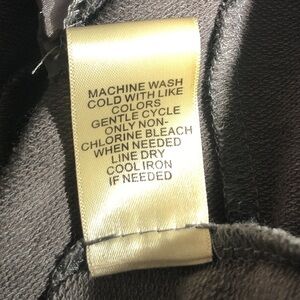 MACHINE WASH
COLD WITH LIKE
COLORS
GENTLE CYCLE
ONLY NON-
CHLORINE BLEACH
WHEN NEEDED
LINE DRY
COOL IRON
IF NEEDED